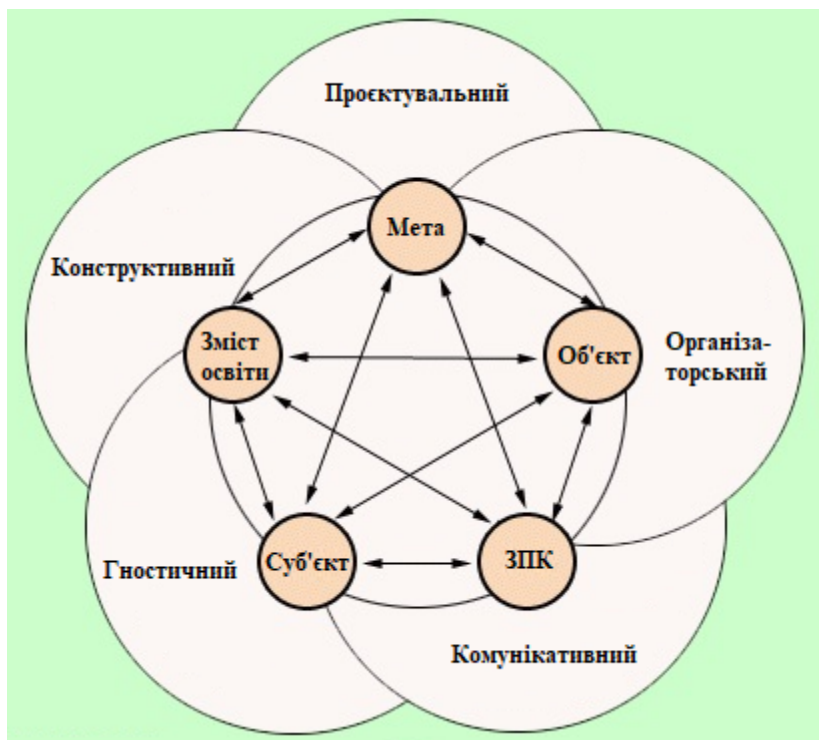 Проєктувальний
Мета
Конструктивний
Зміст
освіти
Об'єкт
Організа-
торський
Гностичний
Суб'єкт
ЗПК
Комунікативний